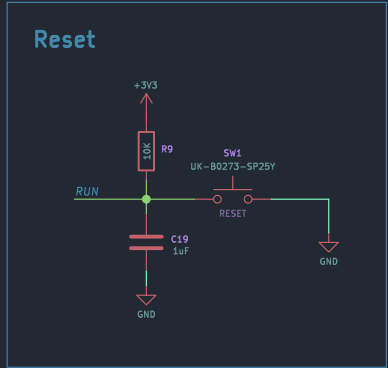 Reset
+3V3
10K
R9
SW1
UK-B0273-SP25Y
RUN
RESET
C19
1uF
GND
GND